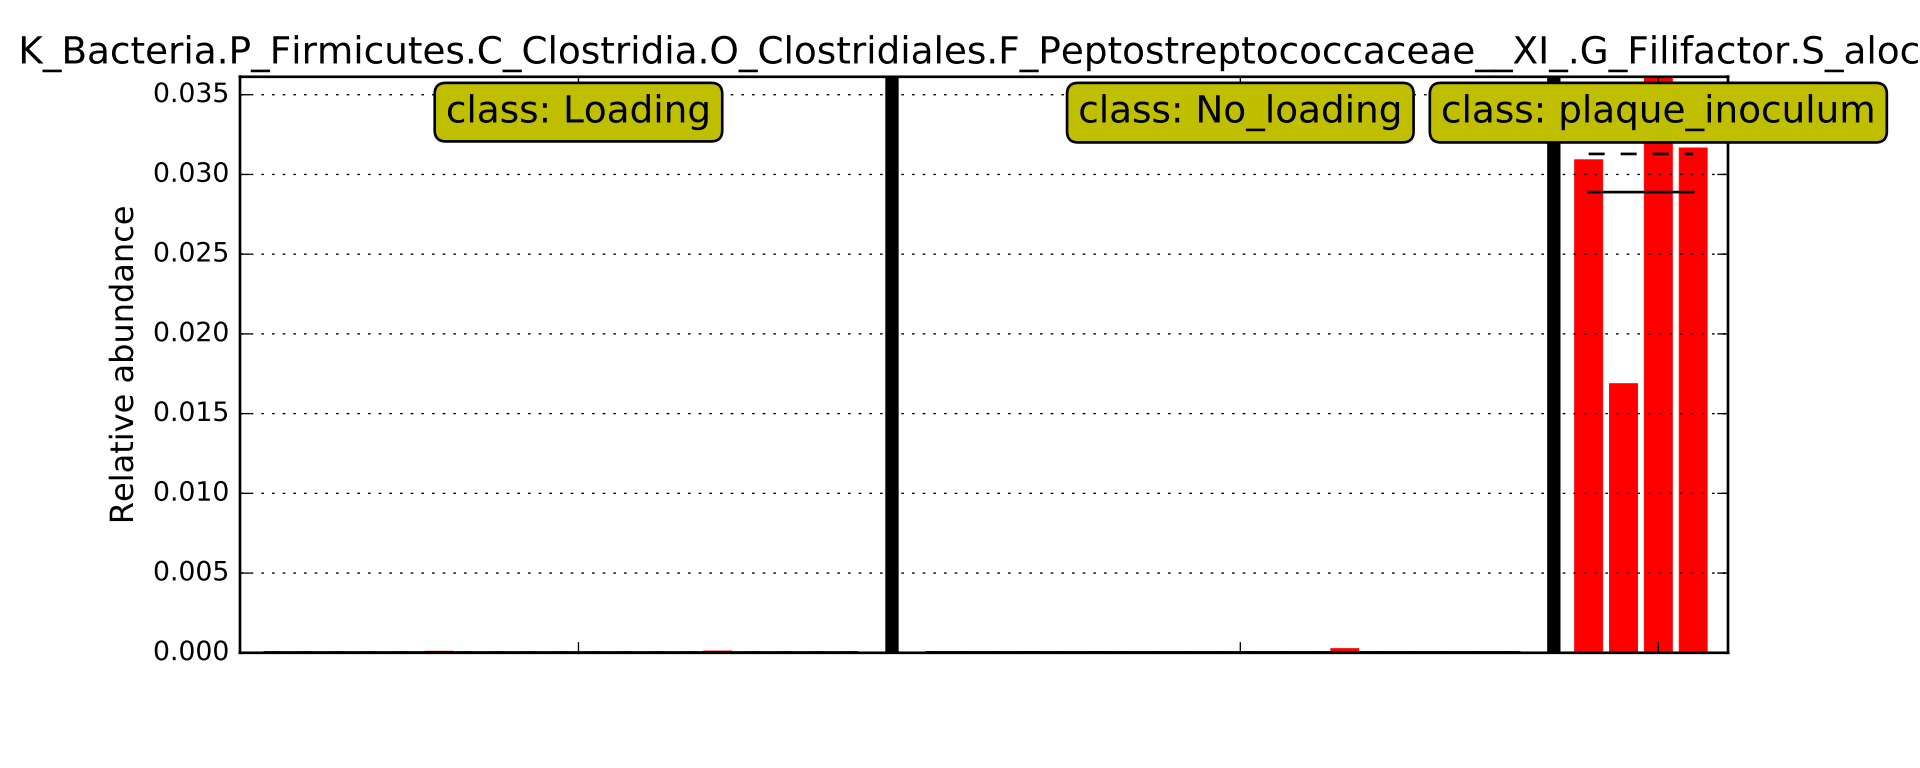 K_Bacteria.P_Firmicutes.C_Clostridia.O_Clostridiales.F_Peptostreptococcaceae__XI_.G_Filifactor.S_aloc
class: Loading
class: No_loading
class: plaque_inoculum
Relative abundance
0.035
0.030
0.025
0.020
0.015
0.010
0.005
0.000